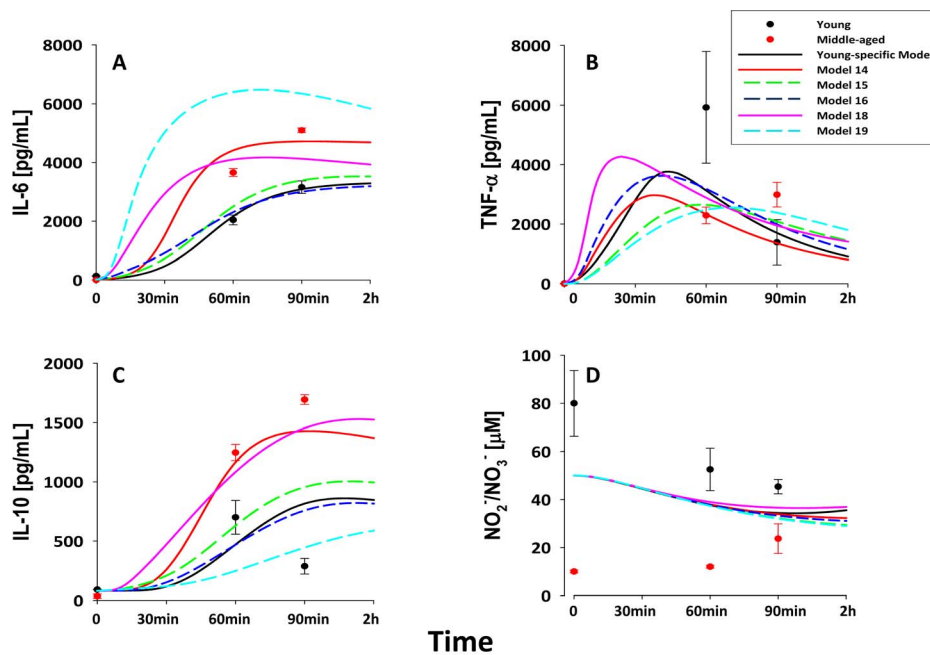 A
IL-6 [pg/mL]
8000
6000
4000
2000
0
0 30min 60min 90min 2h
B
TNF-α [pg/mL]
8000
6000
4000
2000
0
0 30min 60min 90min 2h
Young
Middle-aged
Young-specific Model
Model 14
Model 15
Model 16
Model 18
Model 19
C
IL-10 [pg/mL]
2000
1500
1000
500
0
0 30min 60min 90min 2h
D
NO₂⁻/NO₃⁻ [μM]
100
80
60
40
20
0
0 30min 60min 90min 2h
Time